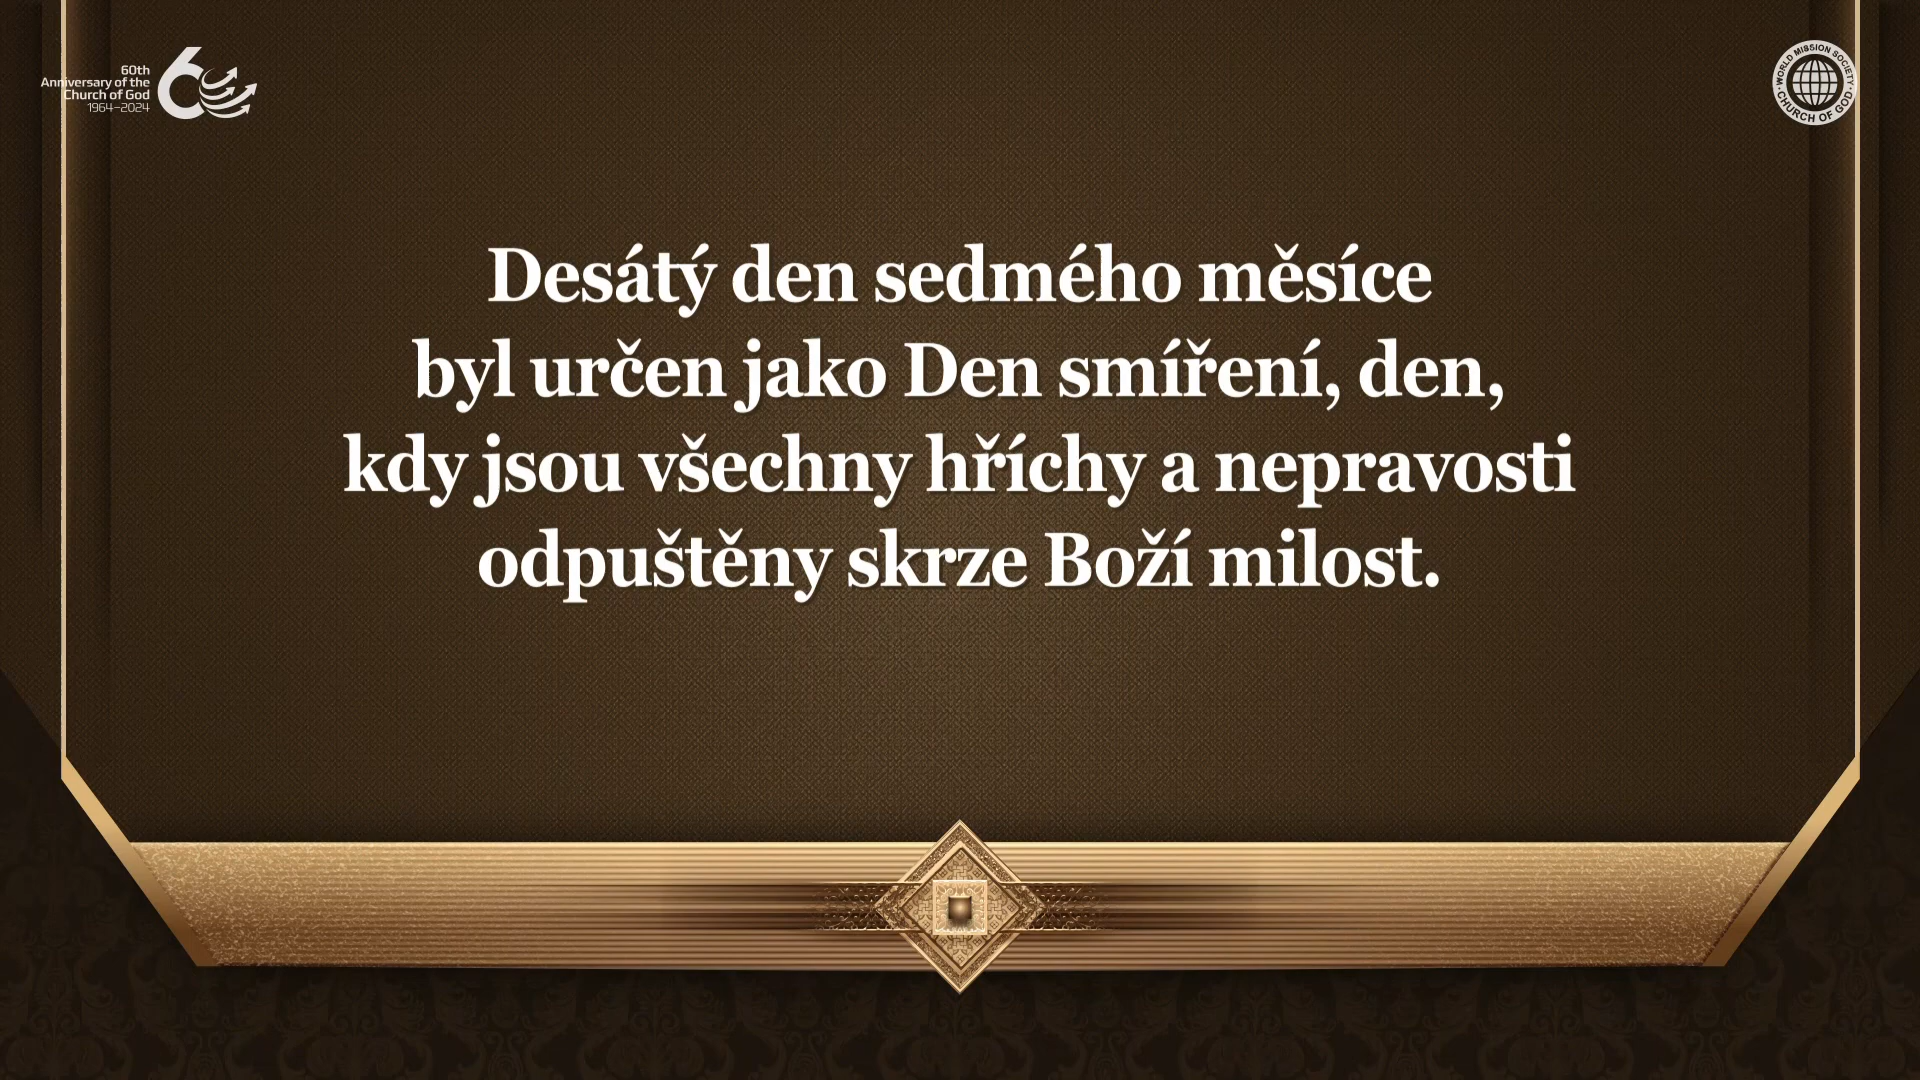 60th
Anniversary of the
Church of God
1964–2024
WORLD MISSION SOCIETY
CHURCH OF GOD
Desátý den sedmého měsíce
byl určen jako Den smíření, den,
kdy jsou všechny hříchy a nepravosti
odpuštěny skrze Boží milost.